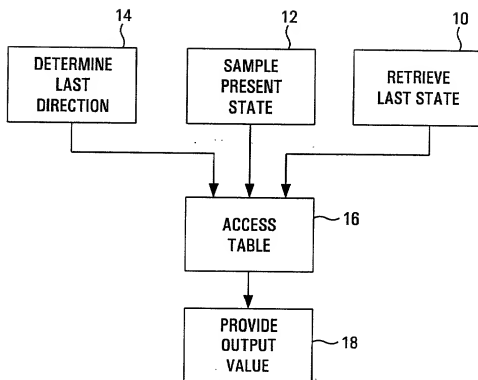 14
12
10
DETERMINE
LAST
DIRECTION
SAMPLE
PRESENT
STATE
RETRIEVE
LAST STATE
ACCESS
TABLE
16
PROVIDE
OUTPUT
VALUE
18